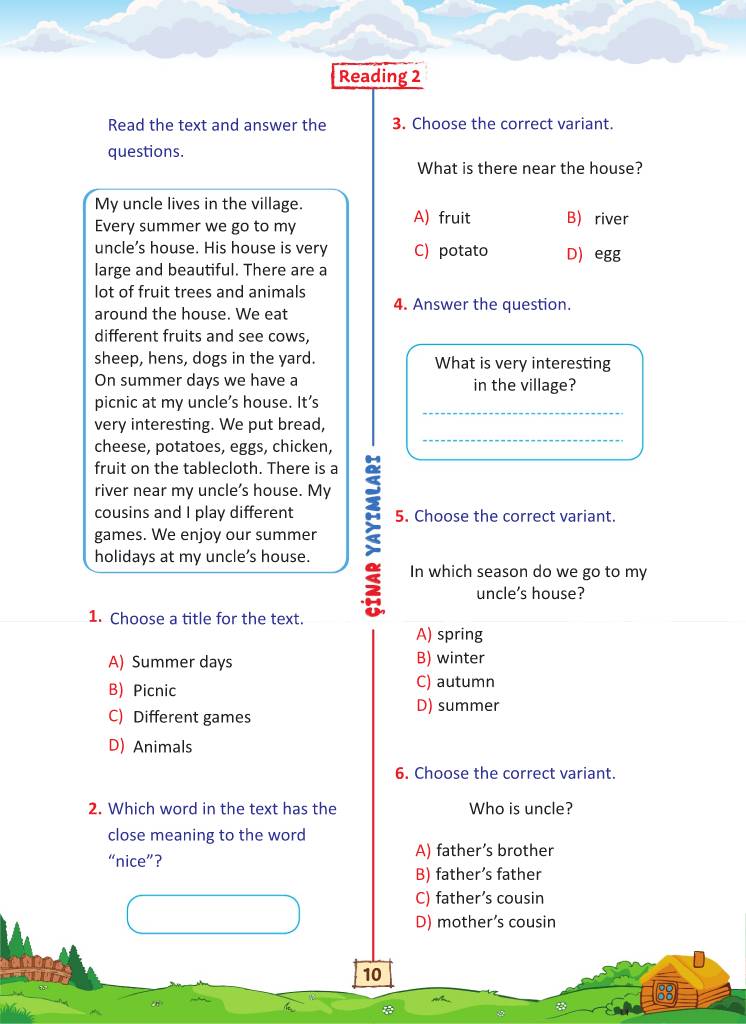 Reading 2
Read the text and answer the
questions.
My uncle lives in the village.
Every summer we go to my
uncle's house. His house is very
large and beautiful. There are a
lot of fruit trees and animals
around the house. We eat
different fruits and see cows,
sheep, hens, dogs in the yard.
On summer days we have a
picnic at my uncle's house. It's
very interesting. We put bread,
cheese, potatoes, eggs, chicken,
fruit on the tablecloth. There is a
river near my uncle's house. My
cousins and I play different
games. We enjoy our summer
holidays at my uncle's house.
1. Choose a title for the text.
A) Summer days
B) Picnic
C) Different games
D) Animals
2. Which word in the text has the
close meaning to the word
“nice”?
ÇİNAR YAYIMLARI
3. Choose the correct variant.
What is there near the house?
A) fruit B) river
C) potato D) egg
4. Answer the question.
What is very interesting
in the village?
5. Choose the correct variant.
In which season do we go to my
uncle's house?
A) spring
B) winter
C) autumn
D) summer
6. Choose the correct variant.
Who is uncle?
A) father's brother
B) father's father
C) father's cousin
D) mother's cousin
10